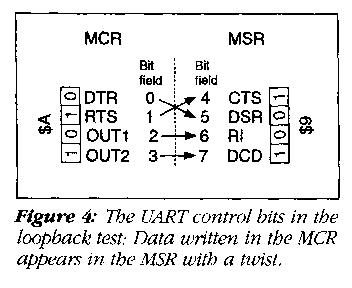 MCR MSR
Bit field Bit field
0 DTR 0 4 CTS 1
1 RTS 1 5 DSR 0
0 OUT1 2 6 RI 0
1 OUT2 3 7 DCD 1
$A $9
Figure 4: The UART control bits in the
loopback test: Data written in the MCR
appears in the MSR with a twist.